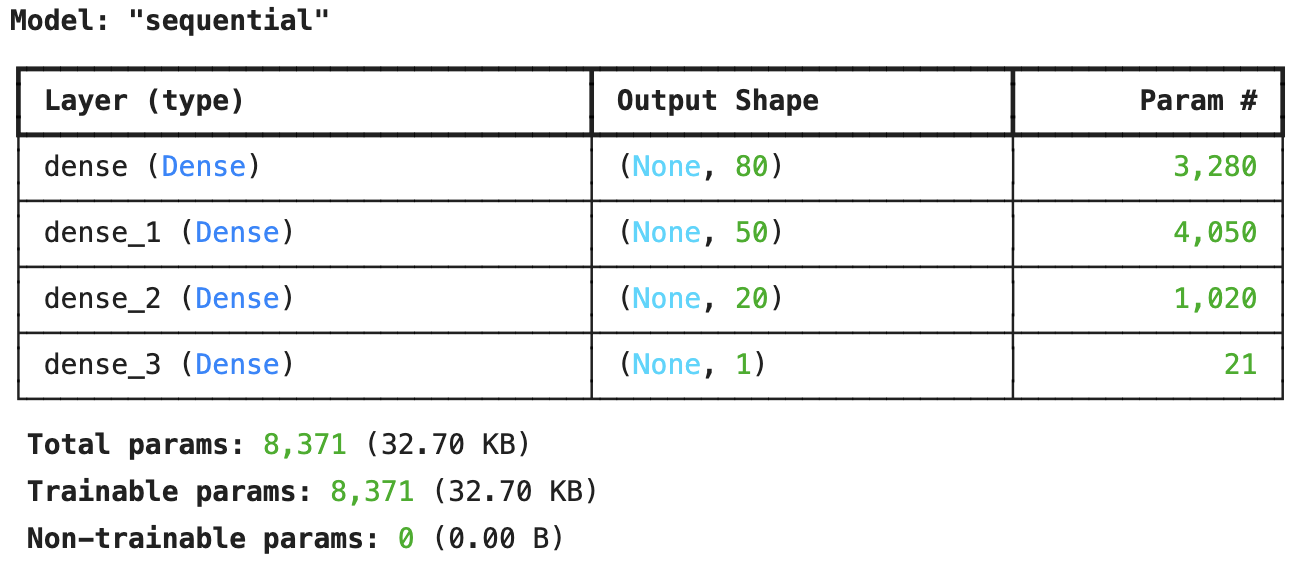 Model: "sequential"
Layer (type) Output Shape Param #
dense (Dense) (None, 80) 3,280
dense_1 (Dense) (None, 50) 4,050
dense_2 (Dense) (None, 20) 1,020
dense_3 (Dense) (None, 1) 21
Total params: 8,371 (32.70 KB)
Trainable params: 8,371 (32.70 KB)
Non-trainable params: 0 (0.00 B)